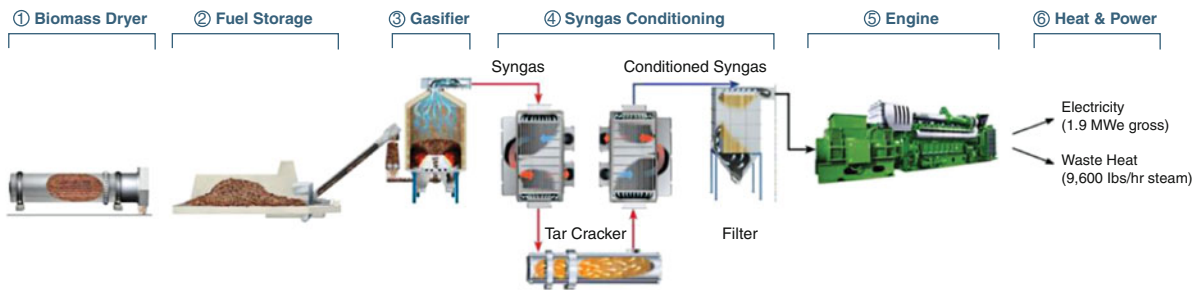 ① Biomass Dryer
② Fuel Storage
③ Gasifier
④ Syngas Conditioning
⑤ Engine
⑥ Heat & Power
Syngas
Conditioned Syngas
Electricity
(1.9 MWe gross)
Waste Heat
(9,600 lbs/hr steam)
Tar Cracker
Filter